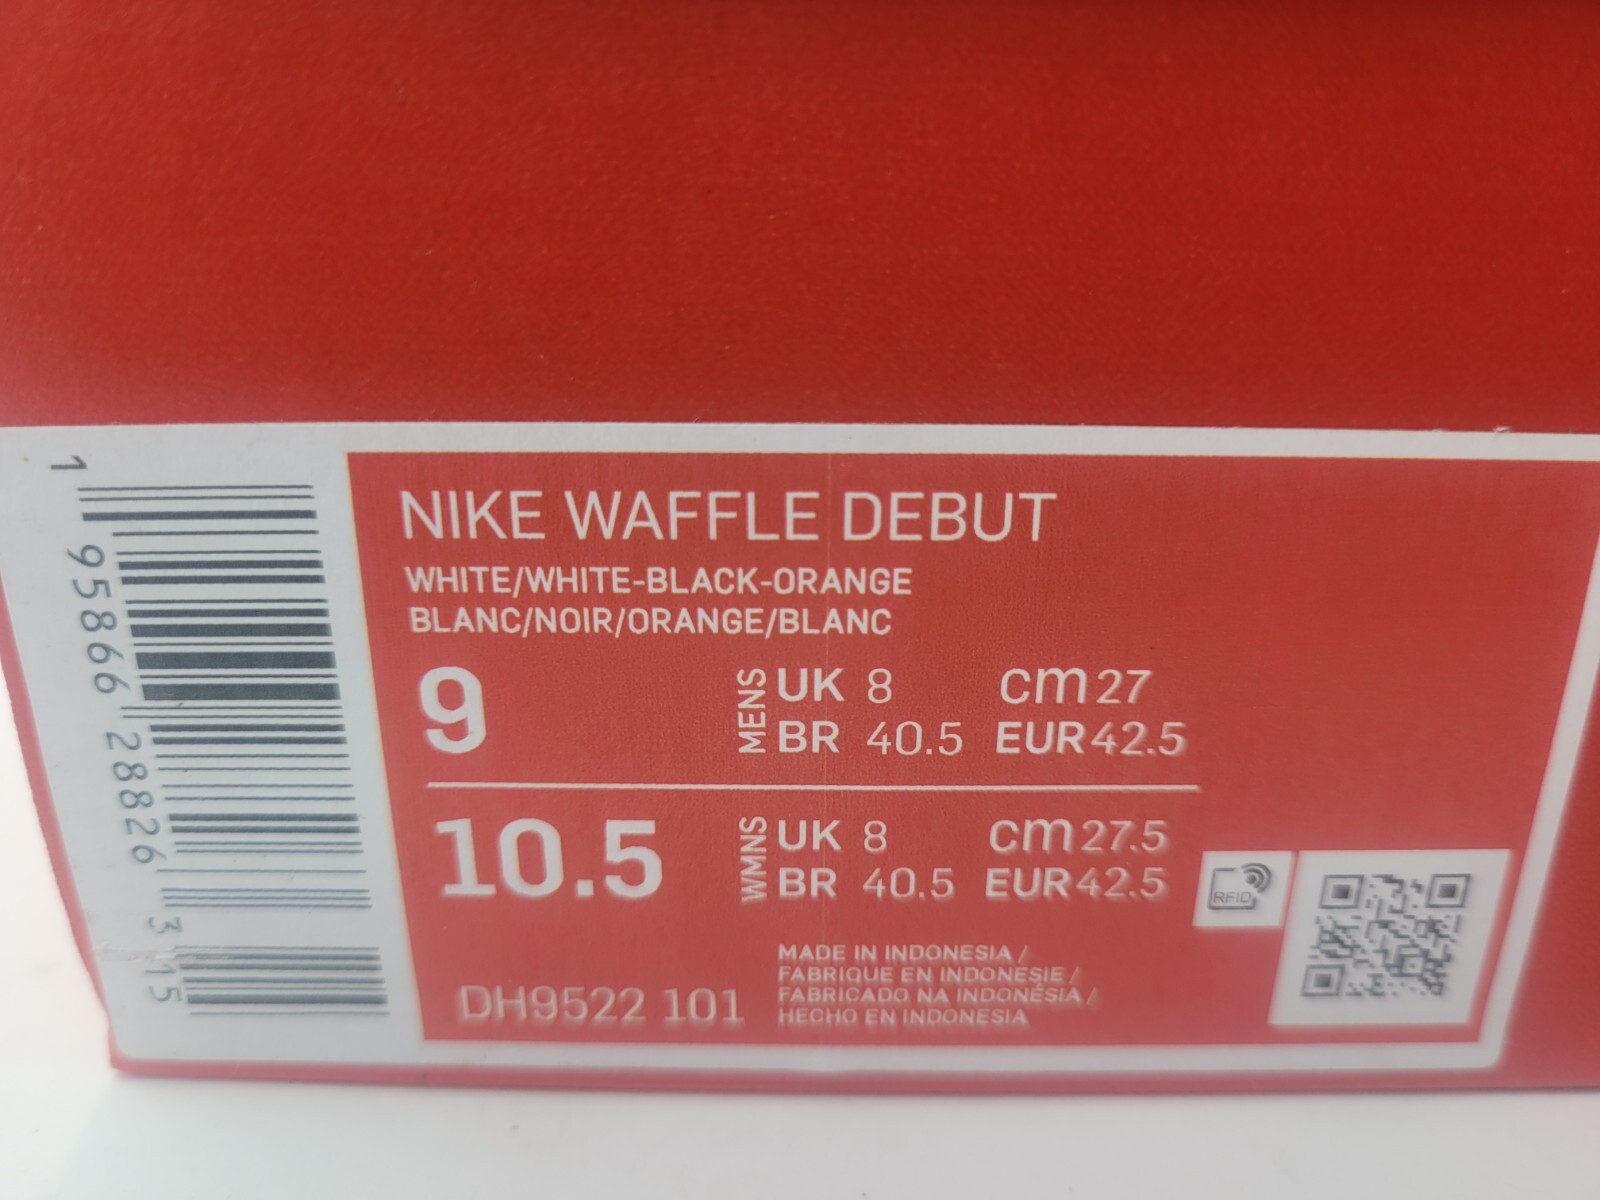 NIKE WAFFLE DEBUT
WHITE/WHITE-BLACK-ORANGE
BLANC/NOIR/ORANGE/BLANC
9
MENS
UK 8 cm 27
BR 40.5 EUR 42.5
10.5
WMNS
UK 8 cm 27.5
BR 40.5 EUR 42.5
DH9522 101
MADE IN INDONESIA /
FABRIQUE EN INDONESIE /
FABRICADO NA INDONÉSIA /
HECHO EN INDONESIA
RFID
1 95866 28826 3 15